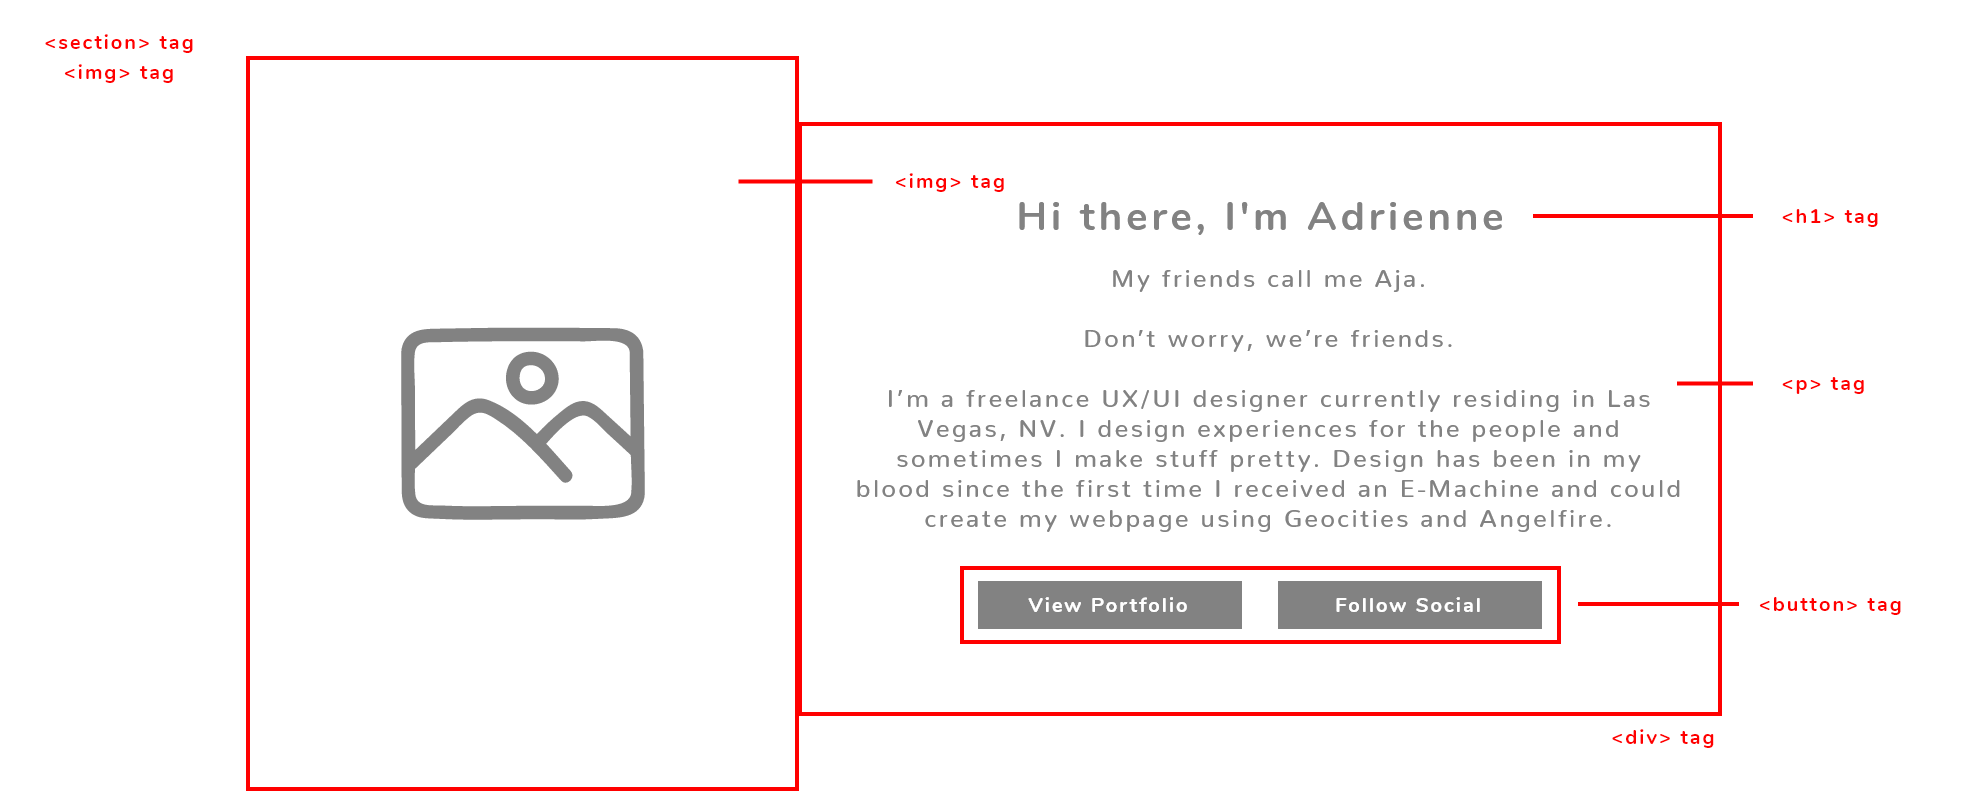 <section> tag
<img> tag
<img> tag
Hi there, I'm Adrienne
<h1> tag
My friends call me Aja.
Don’t worry, we’re friends.
<p> tag
I’m a freelance UX/UI designer currently residing in Las
Vegas, NV. I design experiences for the people and
sometimes I make stuff pretty. Design has been in my
blood since the first time I received an E-Machine and could
create my webpage using Geocities and Angelfire.
View Portfolio
Follow Social
<button> tag
<div> tag